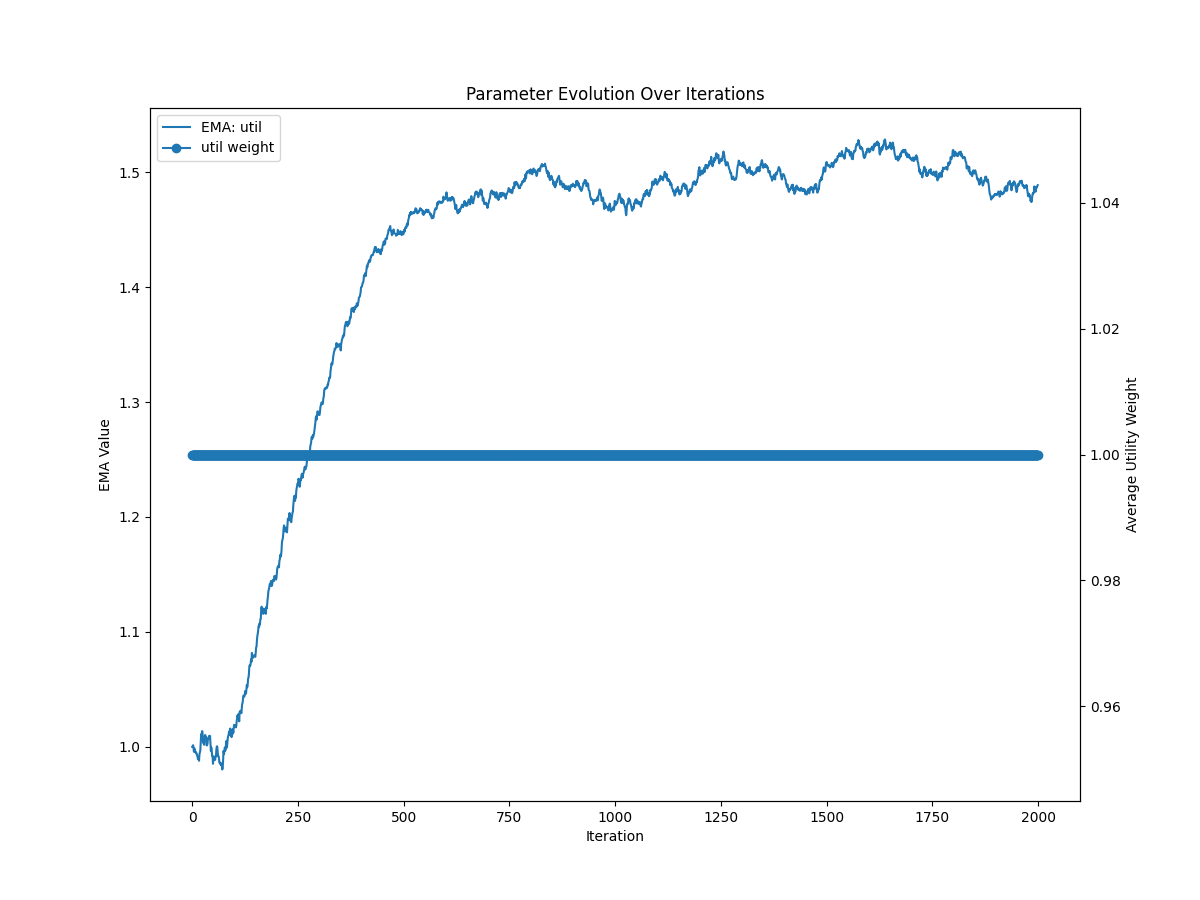 Parameter Evolution Over Iterations
EMA: util
util weight
EMA Value
1.5
1.4
1.3
1.2
1.1
1.0
1.04
1.02
1.00
0.98
0.96
Average Utility Weight
0 250 500 750 1000 1250 1500 1750 2000
Iteration